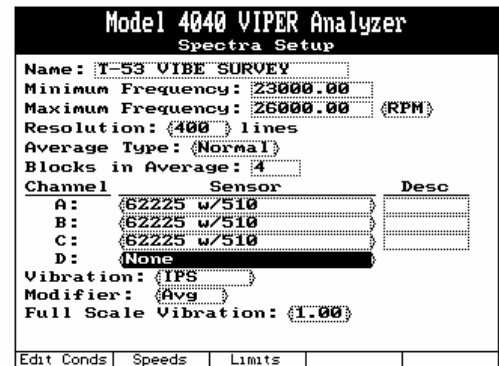 Model 4040 VIPER Analyzer
Spectra Setup
Name: T-53 VIBE SURVEY
Minimum Frequency: 23000.00
Maximum Frequency: 26000.00 (RPM)
Resolution: (400 ) lines
Average Type: (Normal)
Blocks in Average: 4
Channel Sensor Desc
A: (62225 w/510 )
B: (62225 w/510 )
C: (62225 w/510 )
D: (None )
Vibration: (IPS )
Modifier: (Avg )
Full Scale Vibration: (1.00)
Edit Conds Speeds Limits